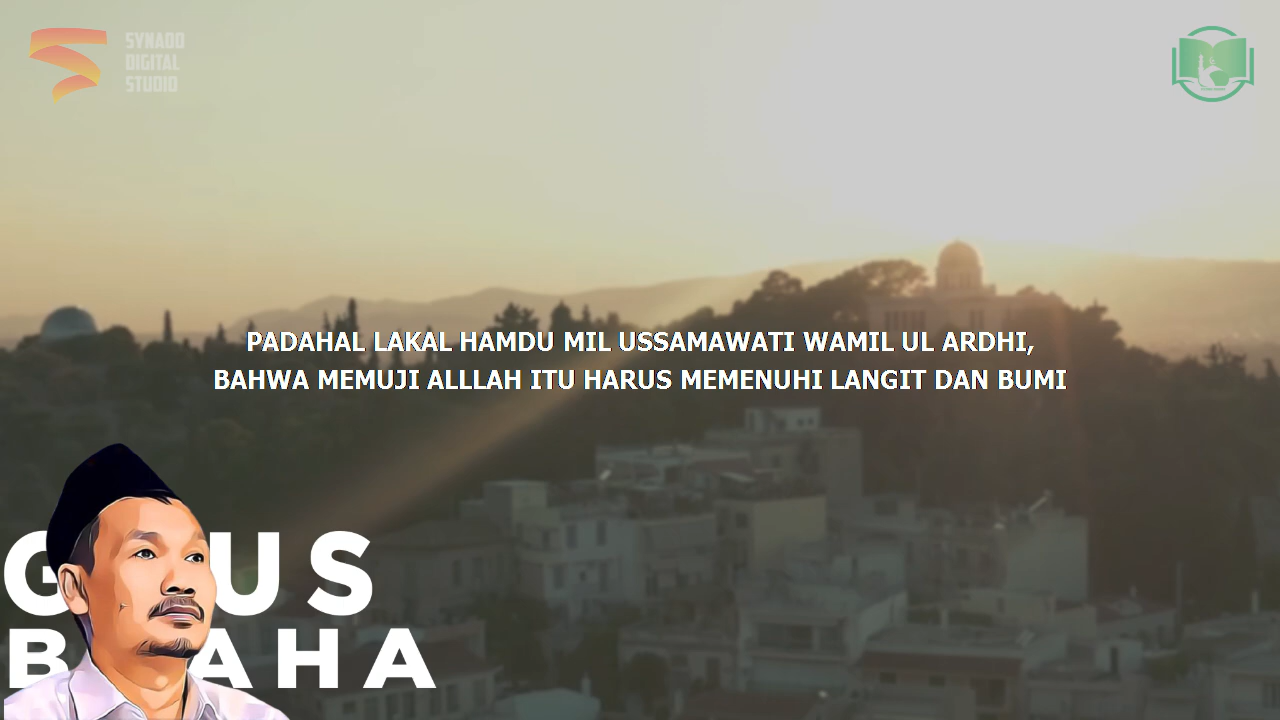 SYNADD
DIGITAL
STUDIO
PADAHAL LAKAL HAMDU MIL USSAMAWATI WAMIL UL ARDHI,
BAHWA MEMUJI ALLLAH ITU HARUS MEMENUHI LANGIT DAN BUMI
GUS
BAHA